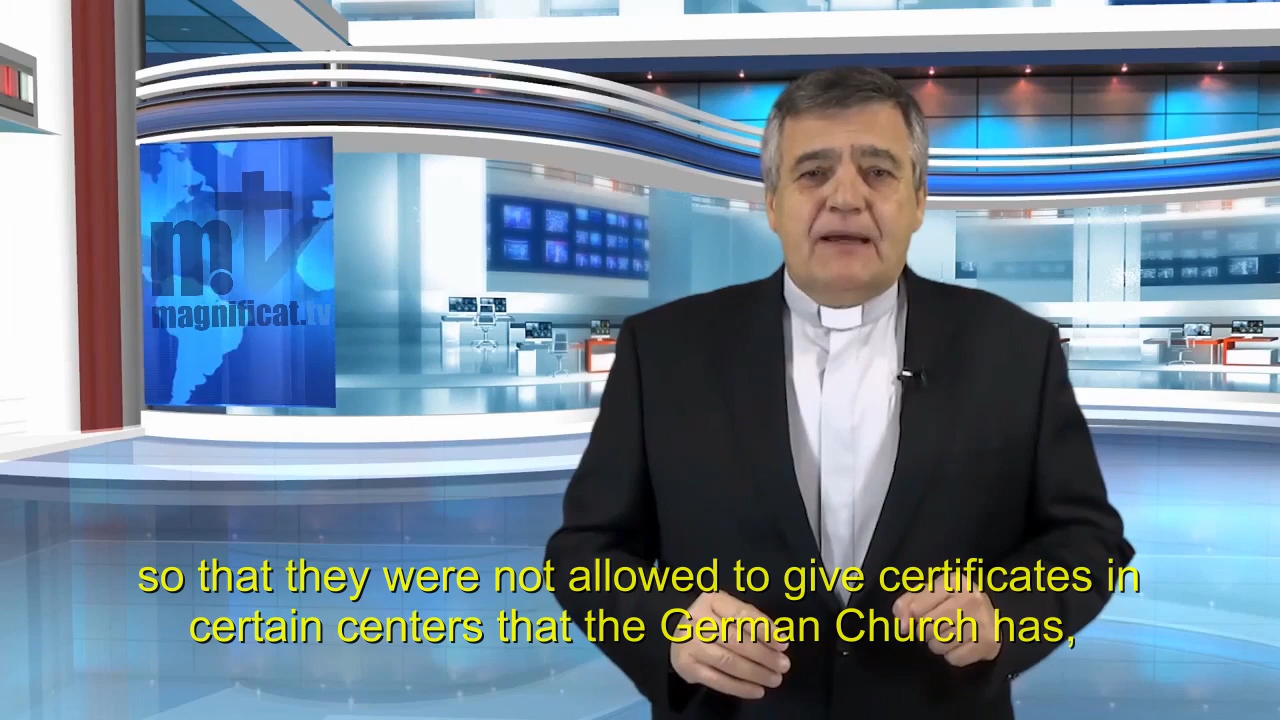 m.tv
magnificat.tv
so that they were not allowed to give certificates in
certain centers that the German Church has,